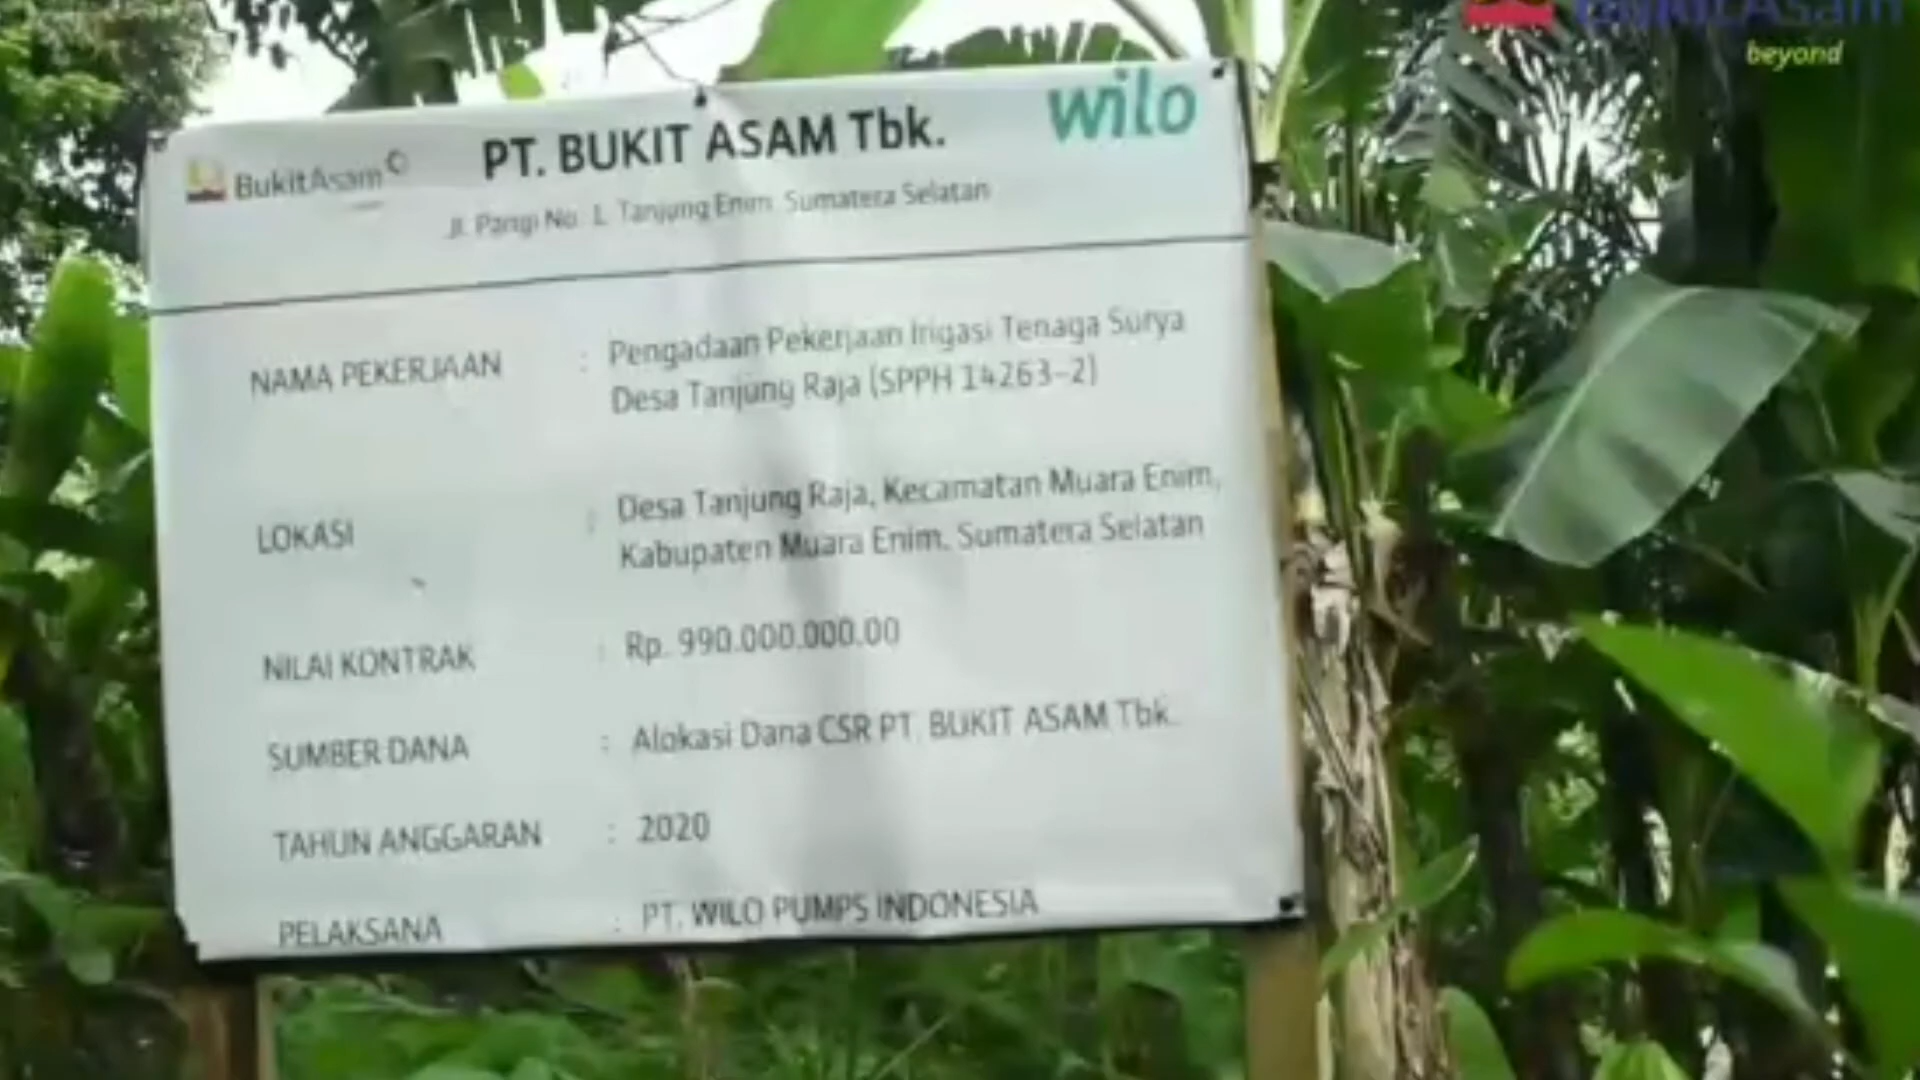 BukitAsam
beyond
BukitAsam
PT. BUKIT ASAM Tbk.
wilo
Jl. Parigi No. 1. Tanjung Enim Sumatera Selatan
NAMA PEKERJAAN : Pengadaan Pekerjaan Irigasi Tenaga Surya
Desa Tanjung Raja (SPPH 14263-2)
LOKASI : Desa Tanjung Raja, Kecamatan Muara Enim,
Kabupaten Muara Enim, Sumatera Selatan
NILAI KONTRAK : Rp. 990.000.000.00
SUMBER DANA : Alokasi Dana CSR PT. BUKIT ASAM Tbk.
TAHUN ANGGARAN : 2020
PELAKSANA : PT. WILO PUMPS INDONESIA